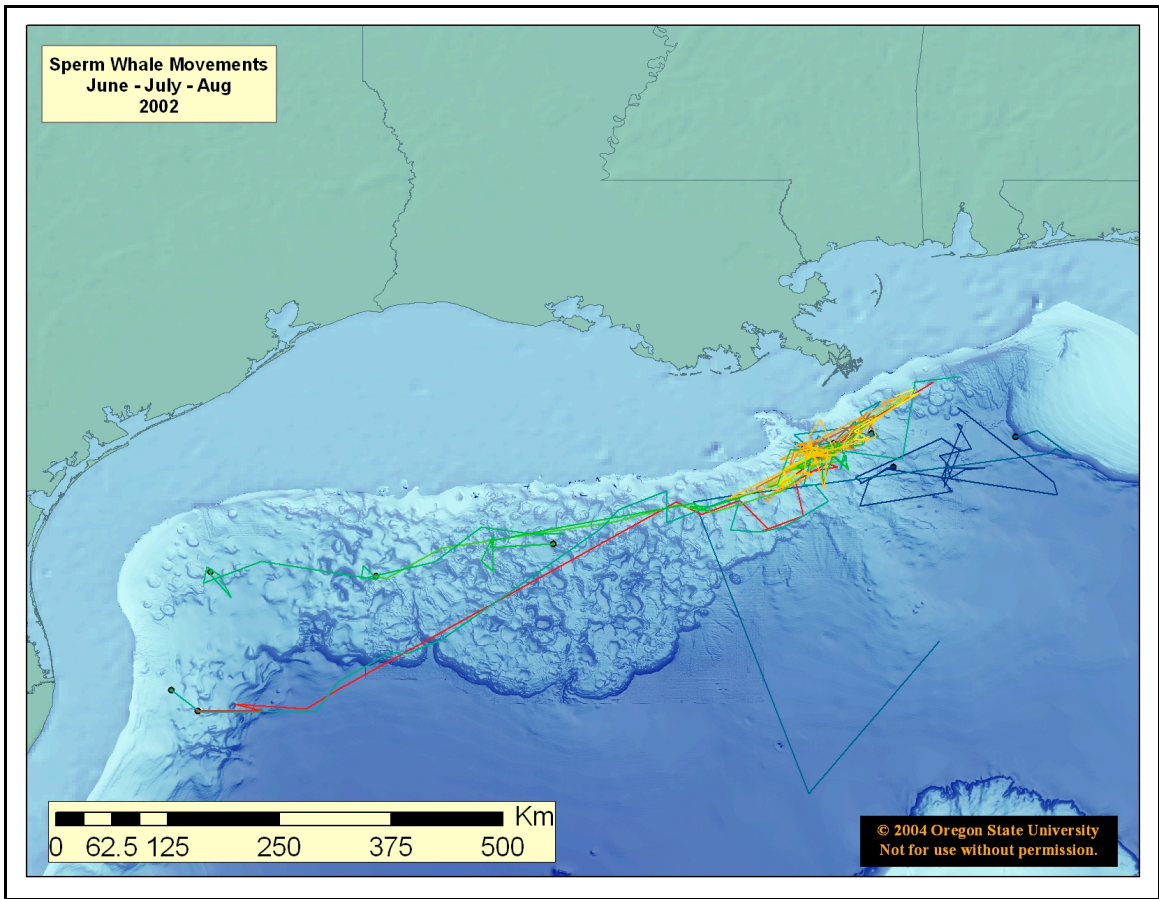 Sperm Whale Movements
June - July - Aug
2002
Km
0 62.5 125 250 375 500
© 2004 Oregon State University
Not for use without permission.